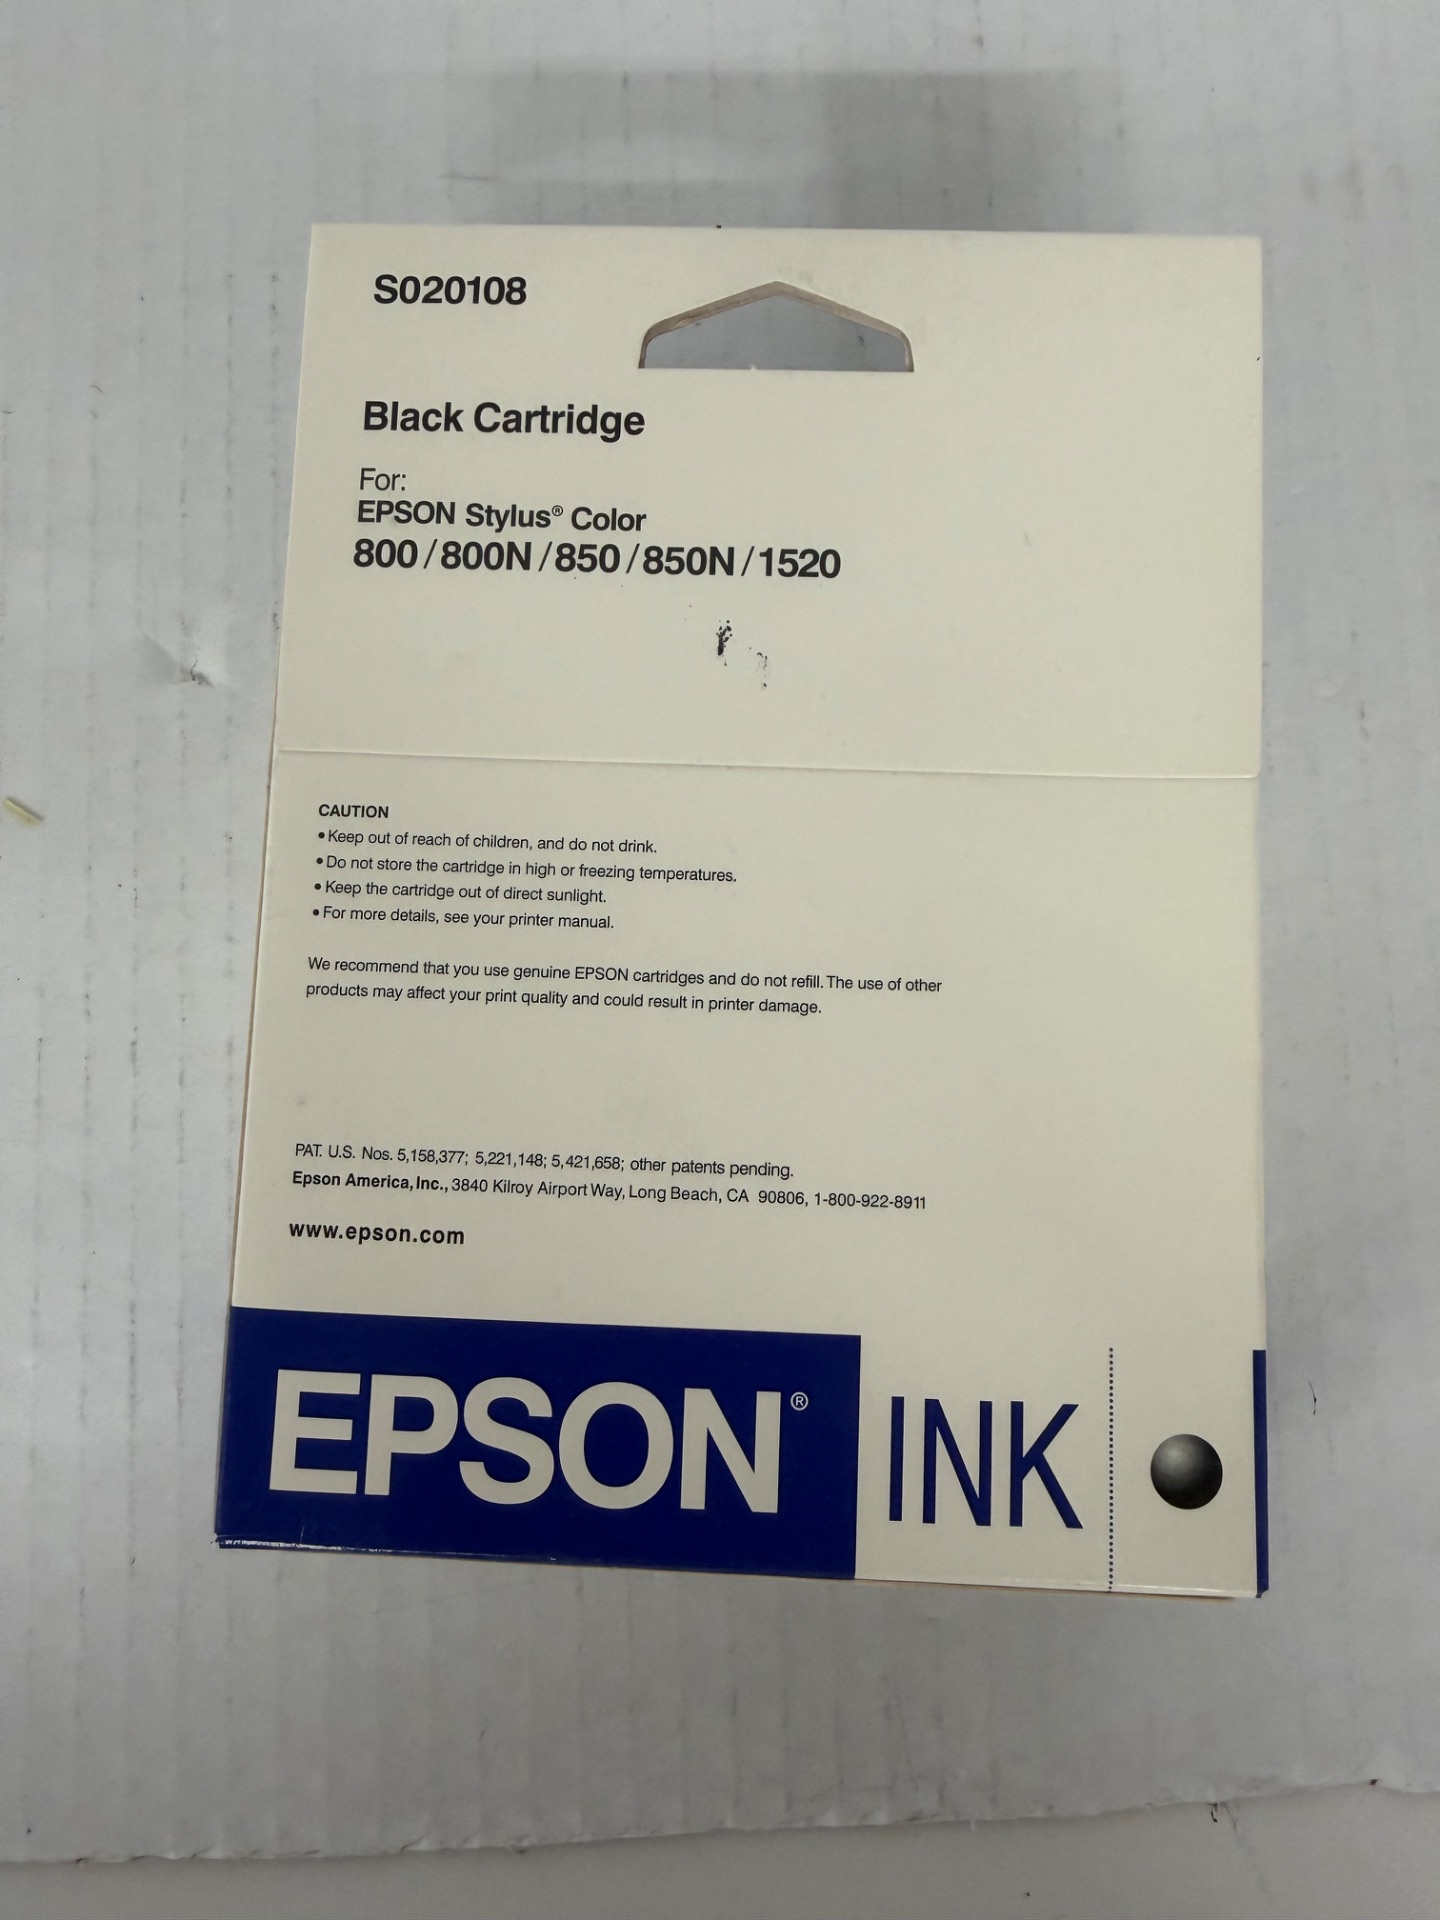 S020108
Black Cartridge
For:
EPSON Stylus® Color
800/800N/850/850N/1520
CAUTION
• Keep out of reach of children, and do not drink.
• Do not store the cartridge in high or freezing temperatures.
• Keep the cartridge out of direct sunlight.
• For more details, see your printer manual.
We recommend that you use genuine EPSON cartridges and do not refill. The use of other
products may affect your print quality and could result in printer damage.
PAT. U.S. Nos. 5,158,377; 5,221,148; 5,421,658; other patents pending.
Epson America, Inc., 3840 Kilroy Airport Way, Long Beach, CA 90806, 1-800-922-8911
www.epson.com
EPSON® INK